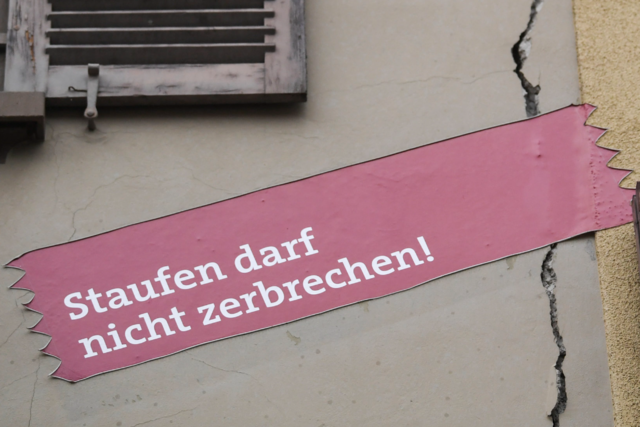 Staufen darf
nicht zerbrechen!